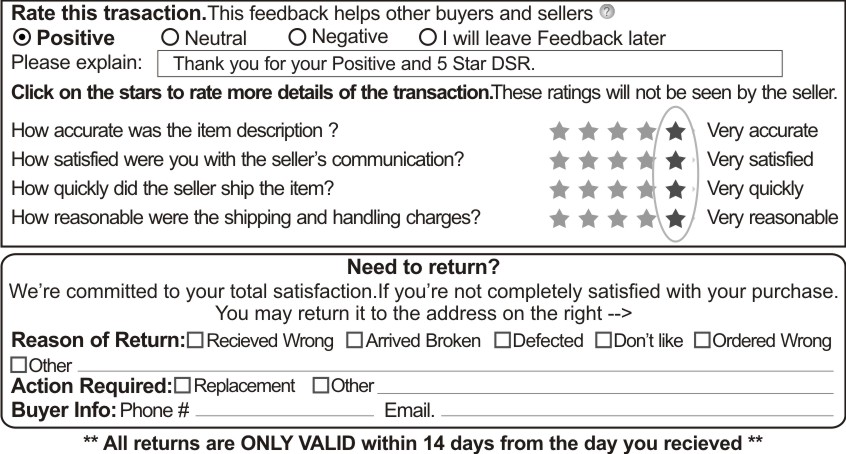 Rate this trasaction.This feedback helps other buyers and sellers ?
Positive Neutral Negative I will leave Feedback later
Please explain: Thank you for your Positive and 5 Star DSR.
Click on the stars to rate more details of the transaction.These ratings will not be seen by the seller.
How accurate was the item description ? Very accurate
How satisfied were you with the seller's communication? Very satisfied
How quickly did the seller ship the item? Very quickly
How reasonable were the shipping and handling charges? Very reasonable
Need to return?
We're committed to your total satisfaction.If you're not completely satisfied with your purchase.
You may return it to the address on the right -->
Reason of Return: Recieved Wrong Arrived Broken Defected Don't like Ordered Wrong
Other
Action Required: Replacement Other
Buyer Info: Phone # Email.
** All returns are ONLY VALID within 14 days from the day you recieved **